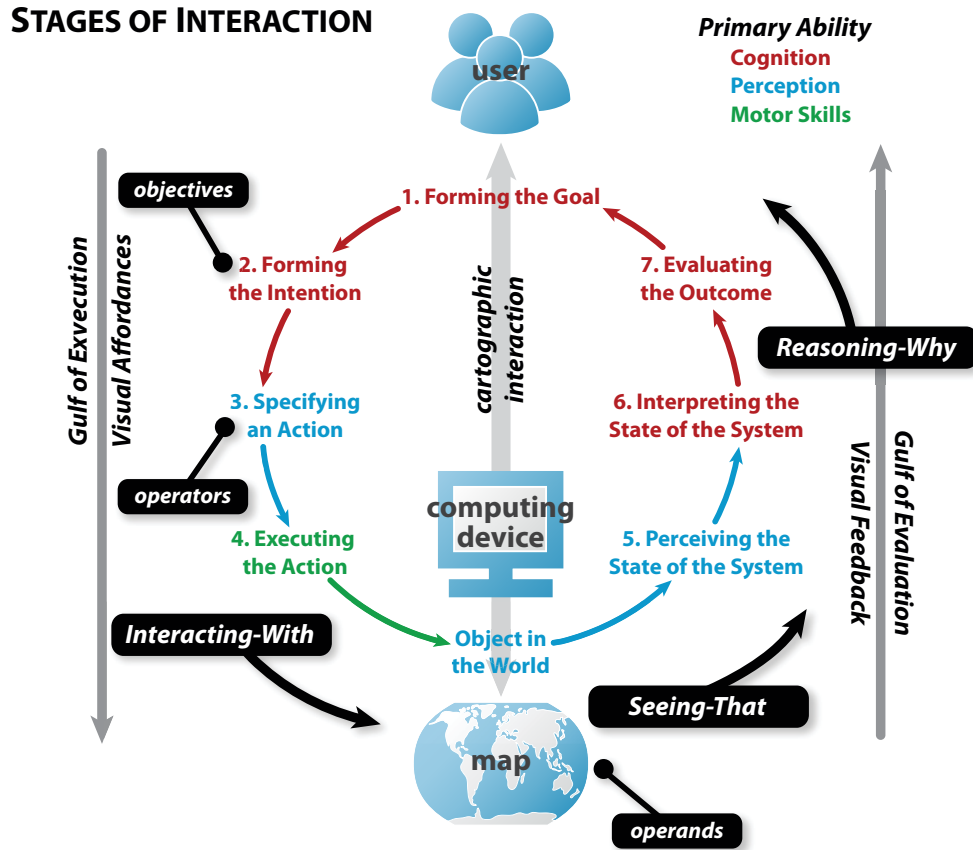 STAGES OF INTERACTION
user
Primary Ability
Cognition
Perception
Motor Skills
objectives
1. Forming the Goal
2. Forming
the Intention
7. Evaluating
the Outcome
Gulf of Exvecution
Visual Affordances
cartographic
interaction
Reasoning-Why
3. Specifying
an Action
6. Interpreting the
State of the System
operators
computing
device
4. Executing
the Action
5. Perceiving the
State of the System
Visual Feedback
Gulf of Evaluation
Interacting-With
Object in
the World
Seeing-That
map
operands